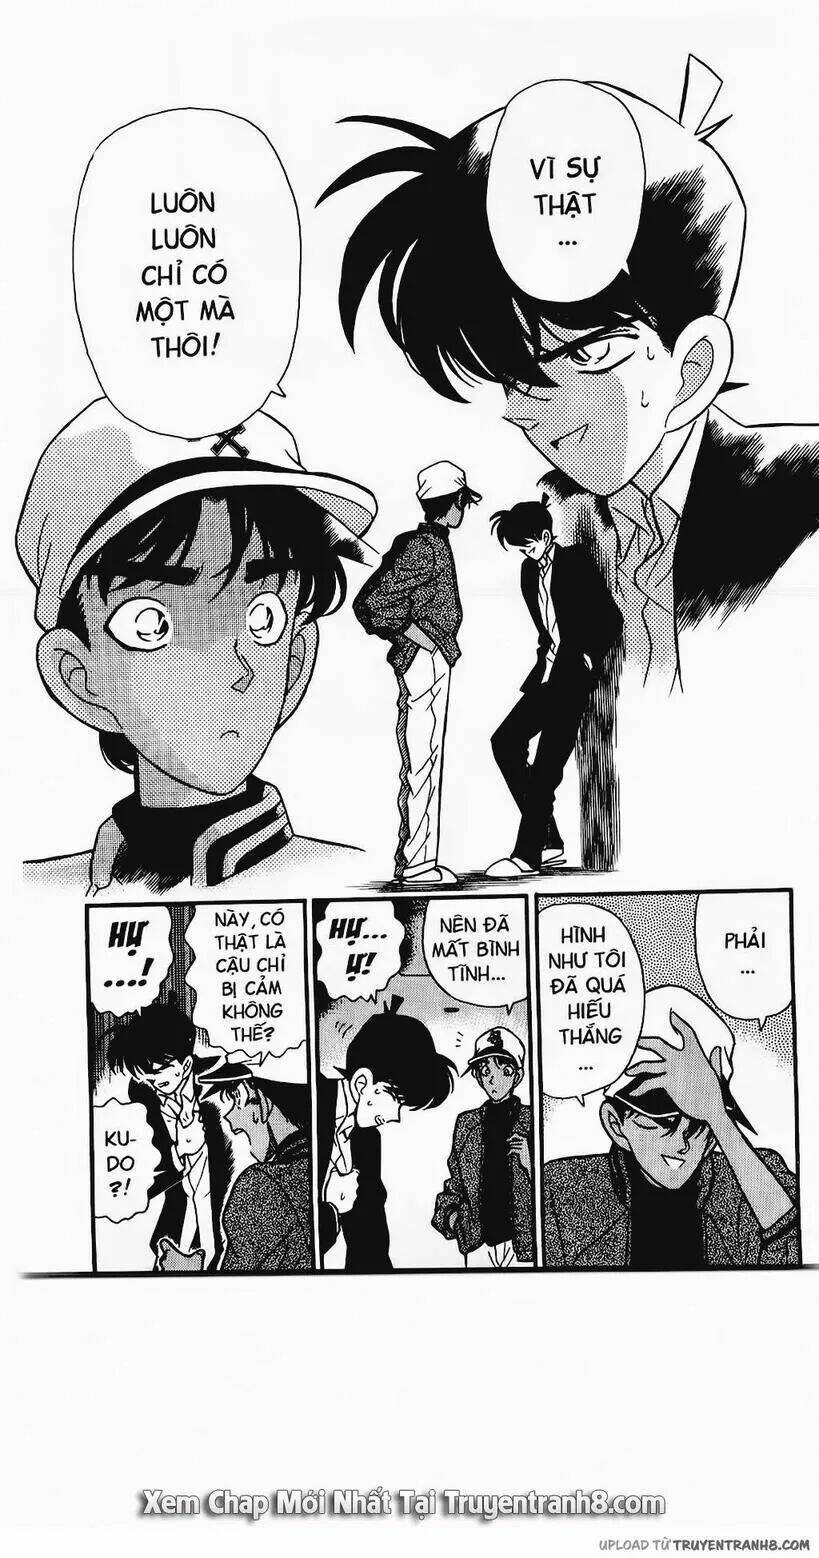 VÌ SỰ
THẬT
...
LUÔN
LUÔN
CHỈ CÓ
MỘT MÀ
THÔI!
PHẢI
...
HÌNH
NHƯ TÔI
ĐÃ QUÁ
HIẾU
THẮNG
...
NÊN ĐÃ
MẤT BÌNH
TĨNH...
HỰ...
Ự!
NÀY, CÓ
THẬT LÀ
CẬU CHỈ
BỊ CẢM
KHÔNG
THẾ?
HỰ
....!
KU-
DO
?!
Xem Chap Mới Nhất Tại Truyentranh8.com
UPLOAD TỪ TRUYENTRANH8.COM